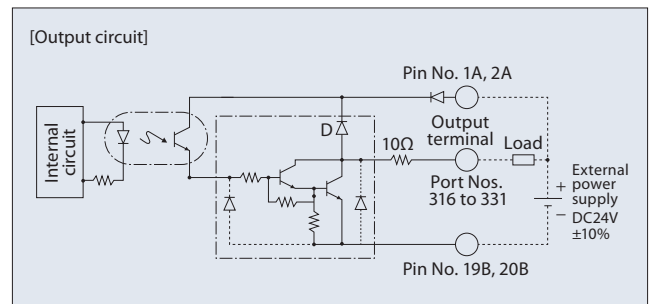 [Output circuit]
Pin No. 1A, 2A
Internal
circuit
D
10Ω
Output
terminal
Load
Port Nos.
316 to 331
External
power
supply
+
−
DC24V
±10%
Pin No. 19B, 20B